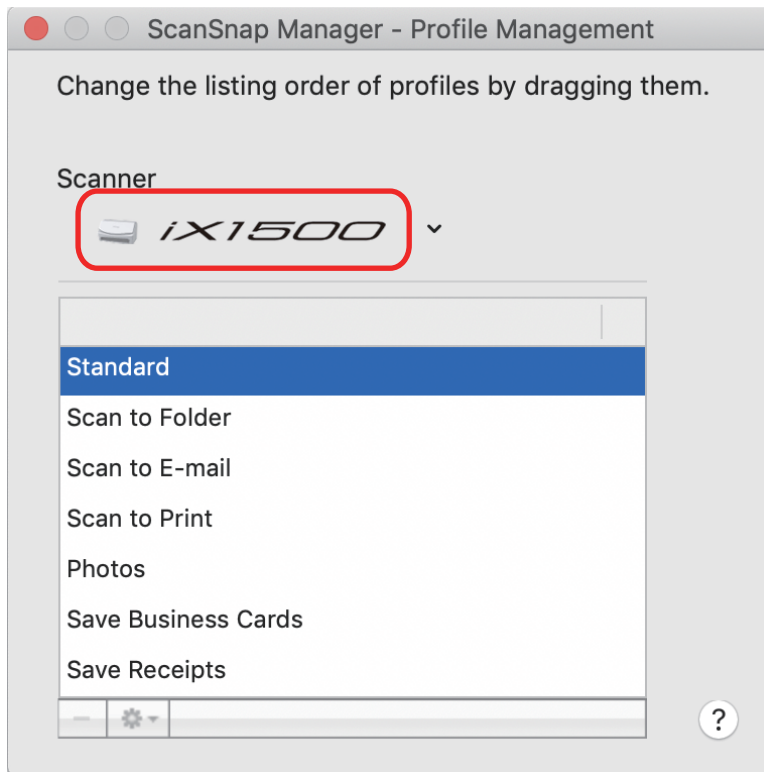 ScanSnap Manager - Profile Management
Change the listing order of profiles by dragging them.
Scanner
iX1500
Standard
Scan to Folder
Scan to E-mail
Scan to Print
Photos
Save Business Cards
Save Receipts
?